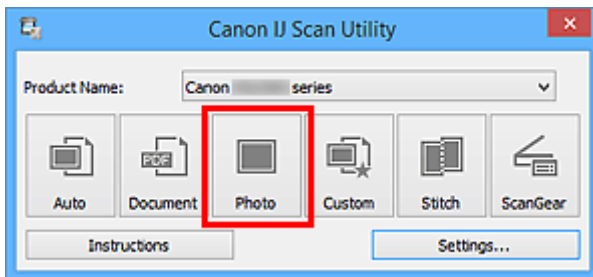 Canon IJ Scan Utility
Product Name: Canon series
PDF
Auto Document Photo Custom Stitch ScanGear
Instructions Settings...